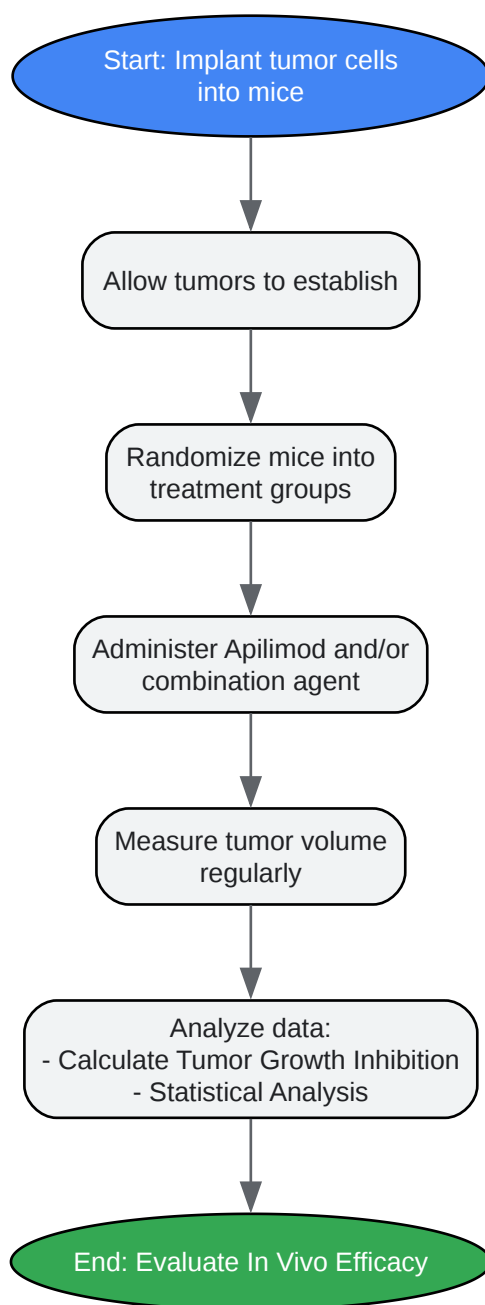 Start: Implant tumor cells
into mice
Allow tumors to establish
Randomize mice into
treatment groups
Administer Apilimod and/or
combination agent
Measure tumor volume
regularly
Analyze data:
- Calculate Tumor Growth Inhibition
- Statistical Analysis
End: Evaluate In Vivo Efficacy